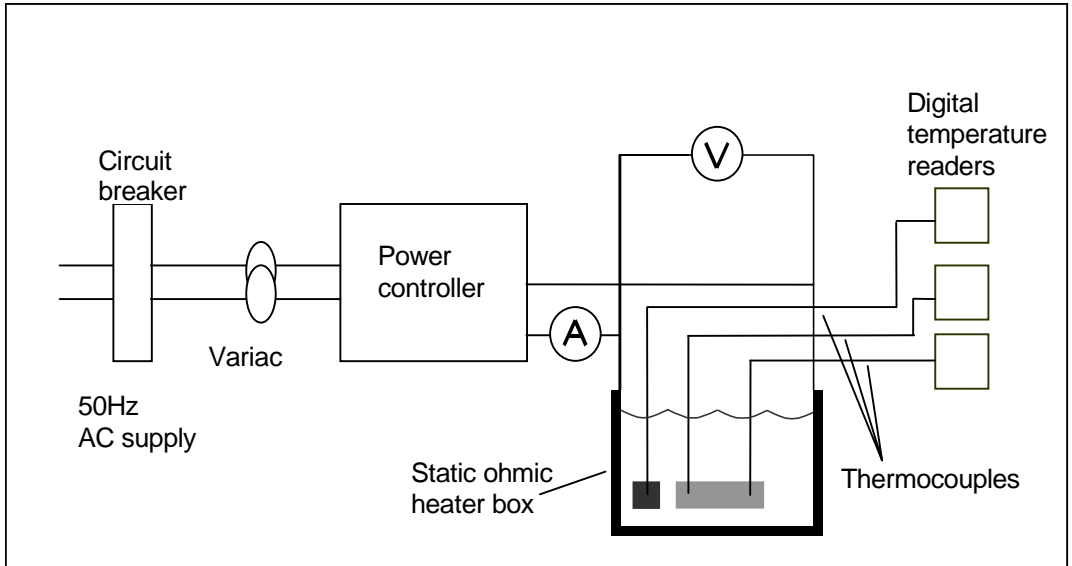 Digital
temperature
readers
Circuit
breaker
V
Power
controller
A
Variac
50Hz
AC supply
Static ohmic
heater box
Thermocouples